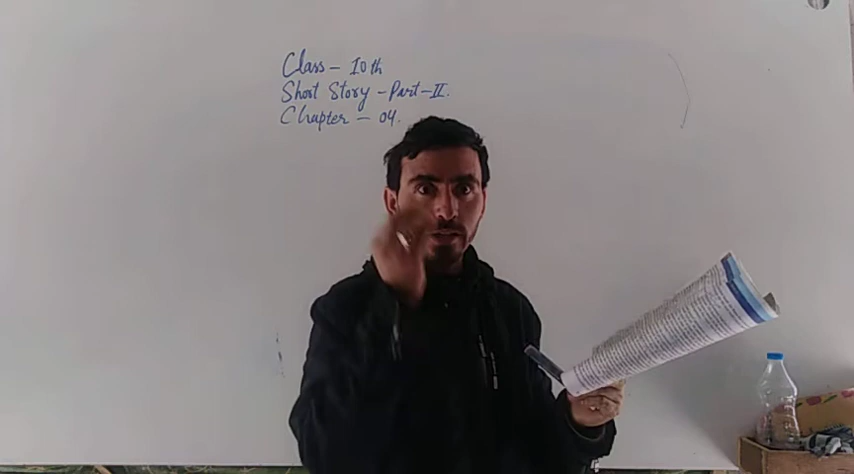 Class - 10th
Short Story - Part - II.
Chapter - 04.